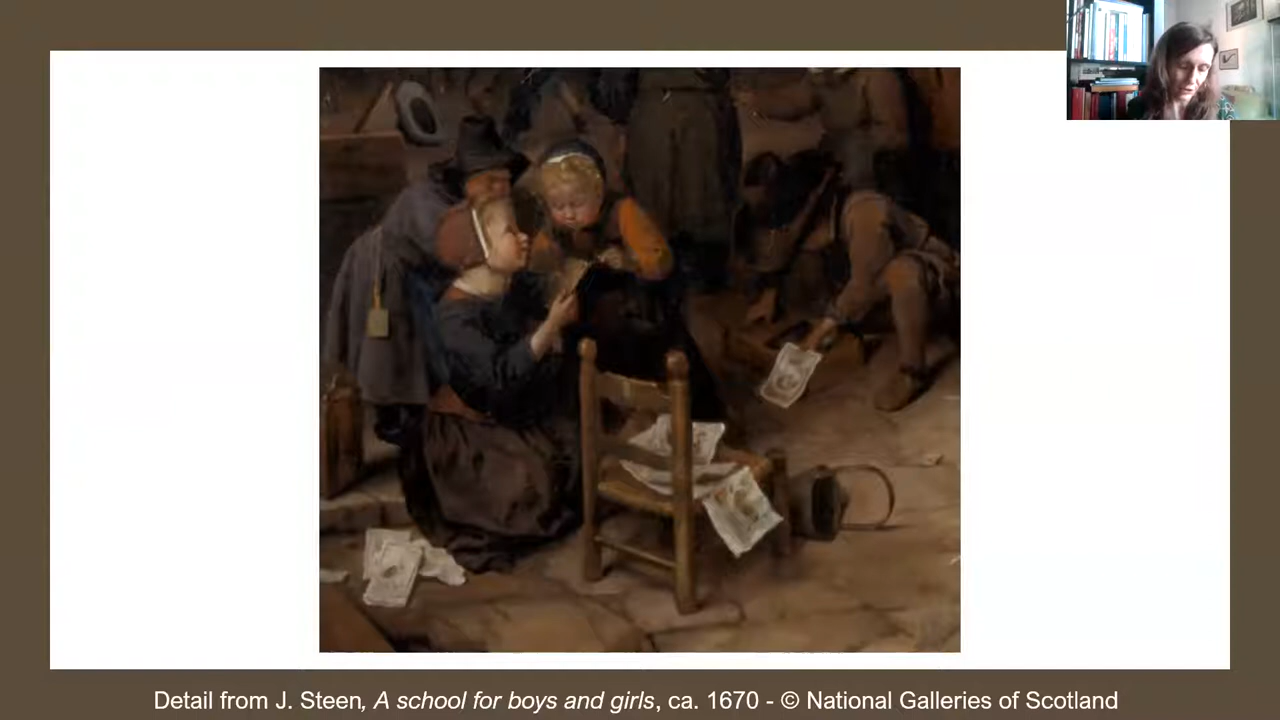 Detail from J. Steen, A school for boys and girls, ca. 1670 - © National Galleries of Scotland